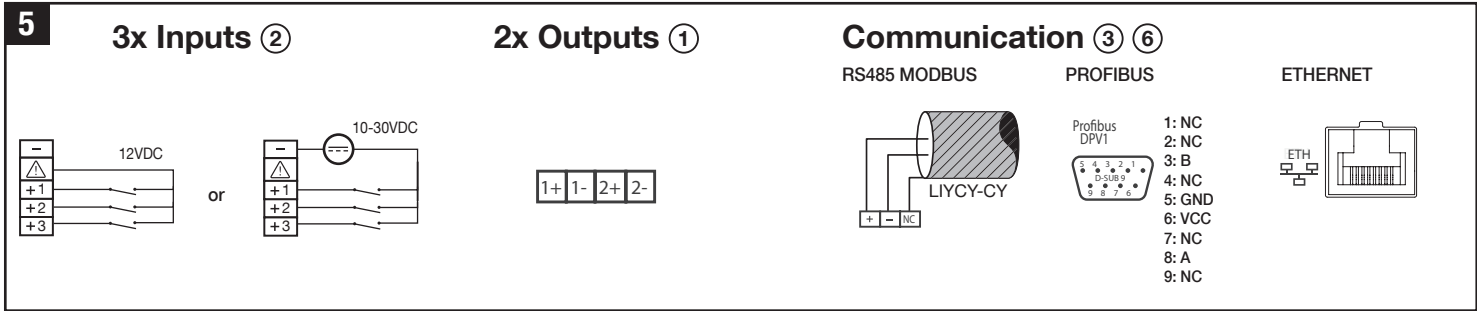 5
3x Inputs ②
–
⚠
+1
+2
+3
12VDC
or
10-30VDC
–
⚠
+1
+2
+3
2x Outputs ①
1+ 1- 2+ 2-
Communication ③ ⑥
RS485 MODBUS
LIYCY-CY
+ – NC
PROFIBUS
Profibus
DPV1
5 4 3 2 1
D-SUB 9
9 8 7 6
1: NC
2: NC
3: B
4: NC
5: GND
6: VCC
7: NC
8: A
9: NC
ETHERNET
ETH